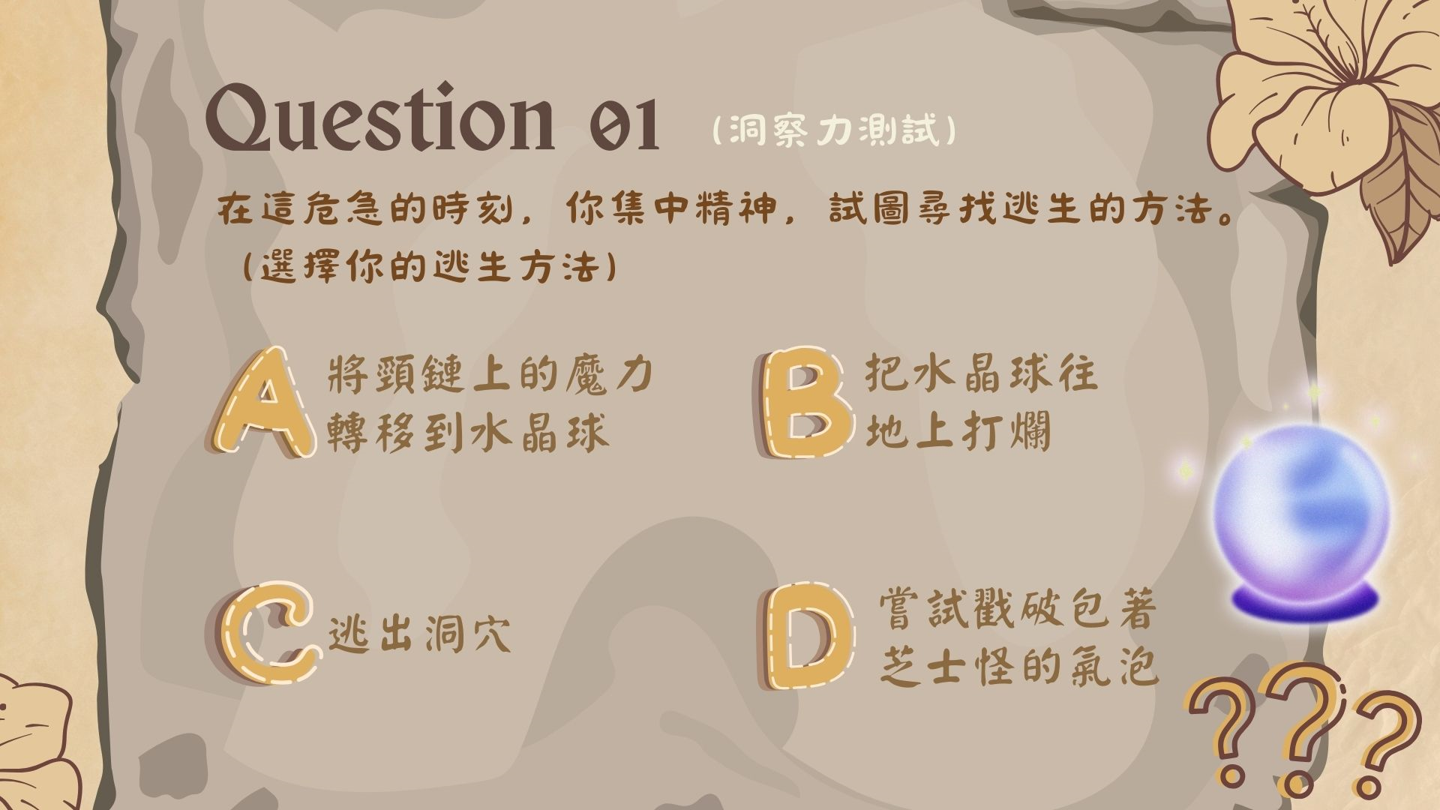 Question 01 (洞察力測試)
在這危急的時刻，你集中精神，試圖尋找逃生的方法。
(選擇你的逃生方法)
A 將頸鏈上的魔力
轉移到水晶球
B 把水晶球往
地上打爛
C 逃出洞穴
D 嘗試戳破包著
芝士怪的氣泡
???